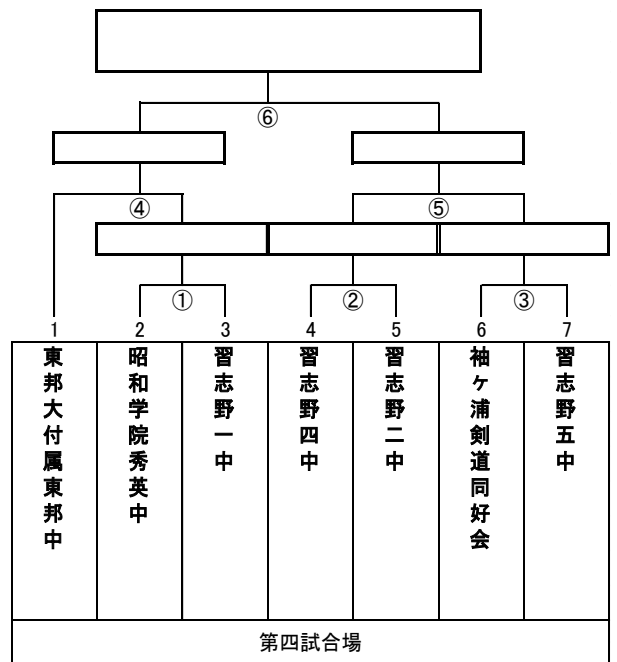 ⑥
④
⑤
①
②
③
1
2
3
4
5
6
7
東邦大付属東邦中
昭和学院秀英中
習志野一中
習志野四中
習志野二中
袖ヶ浦剣道同好会
習志野五中
第四試合場